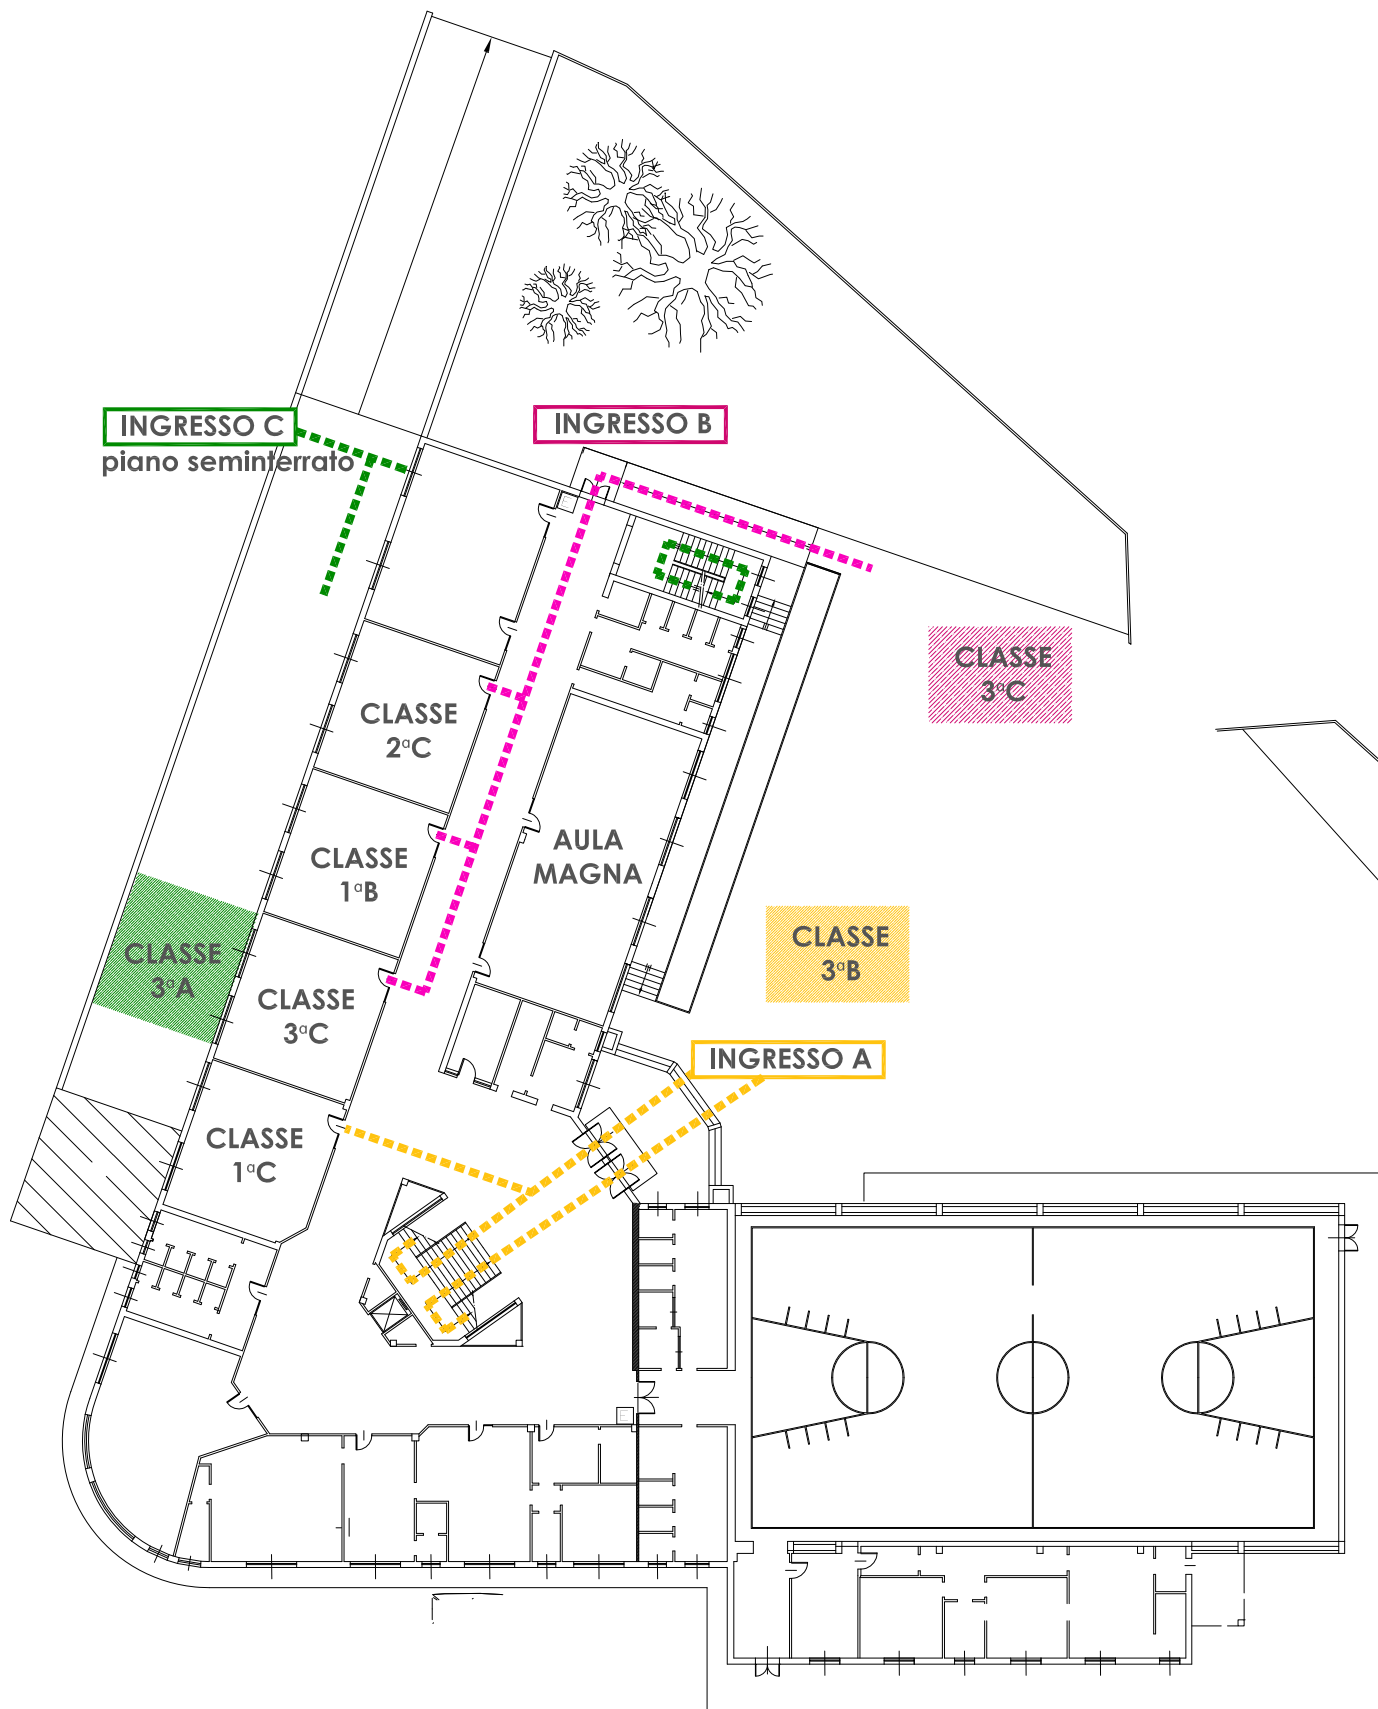 INGRESSO C
piano seminterrato
INGRESSO B
CLASSE
3ªC
CLASSE
2ªC
AULA
MAGNA
CLASSE
1ªB
CLASSE
3ªB
CLASSE
3ªA
CLASSE
3ªC
INGRESSO A
CLASSE
1ªC
E
E